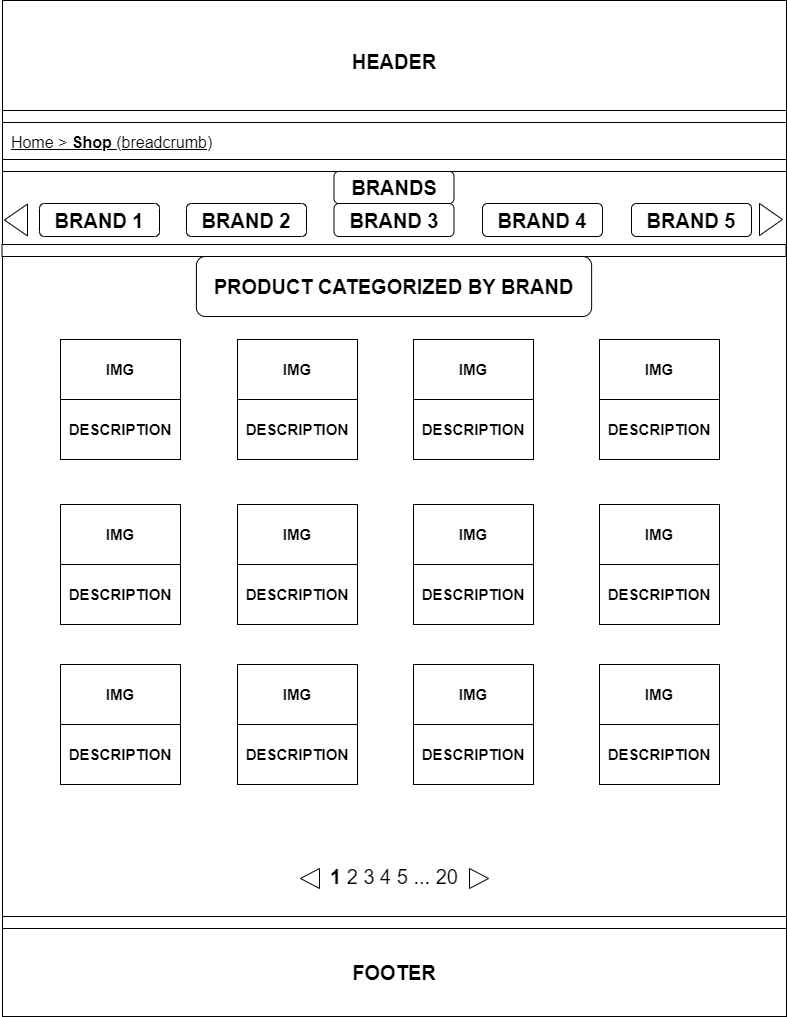 HEADER
Home > Shop (breadcrumb)
BRANDS
BRAND 1 BRAND 2 BRAND 3 BRAND 4 BRAND 5
PRODUCT CATEGORIZED BY BRAND
IMG IMG IMG IMG
DESCRIPTION DESCRIPTION DESCRIPTION DESCRIPTION
IMG IMG IMG IMG
DESCRIPTION DESCRIPTION DESCRIPTION DESCRIPTION
IMG IMG IMG IMG
DESCRIPTION DESCRIPTION DESCRIPTION DESCRIPTION
1 2 3 4 5 ... 20
FOOTER